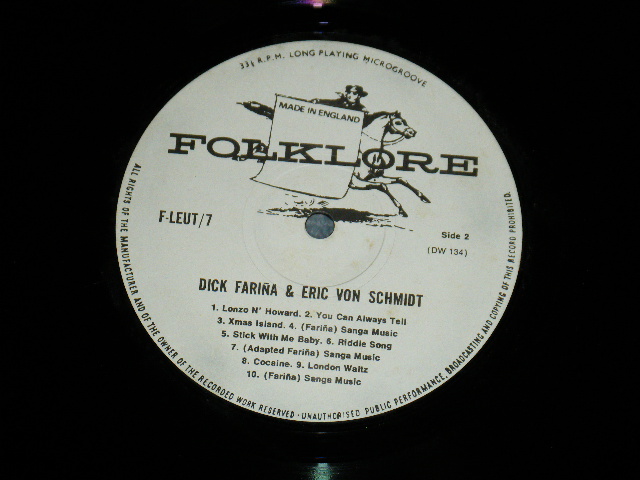 33⅓ R.P.M. LONG PLAYING MICROGROOVE
MADE IN ENGLAND
FOLKLORE
F-LEUT/7
Side 2
(DW 134)
DICK FARIÑA & ERIC VON SCHMIDT
1. Lonzo N' Howard. 2. You Can Always Tell
3. Xmas Island. 4. (Fariña) Sanga Music
5. Stick With Me Baby. 6. Riddle Song
7. (Adapted Fariña) Sanga Music
8. Cocaine. 9. London Waltz
10. (Fariña) Sanga Music
ALL RIGHTS OF THE MANUFACTURER AND OF THE OWNER OF THE RECORDED WORK RESERVED · UNAUTHORISED PUBLIC PERFORMANCE, BROADCASTING AND COPYING OF THIS RECORD PROHIBITED.